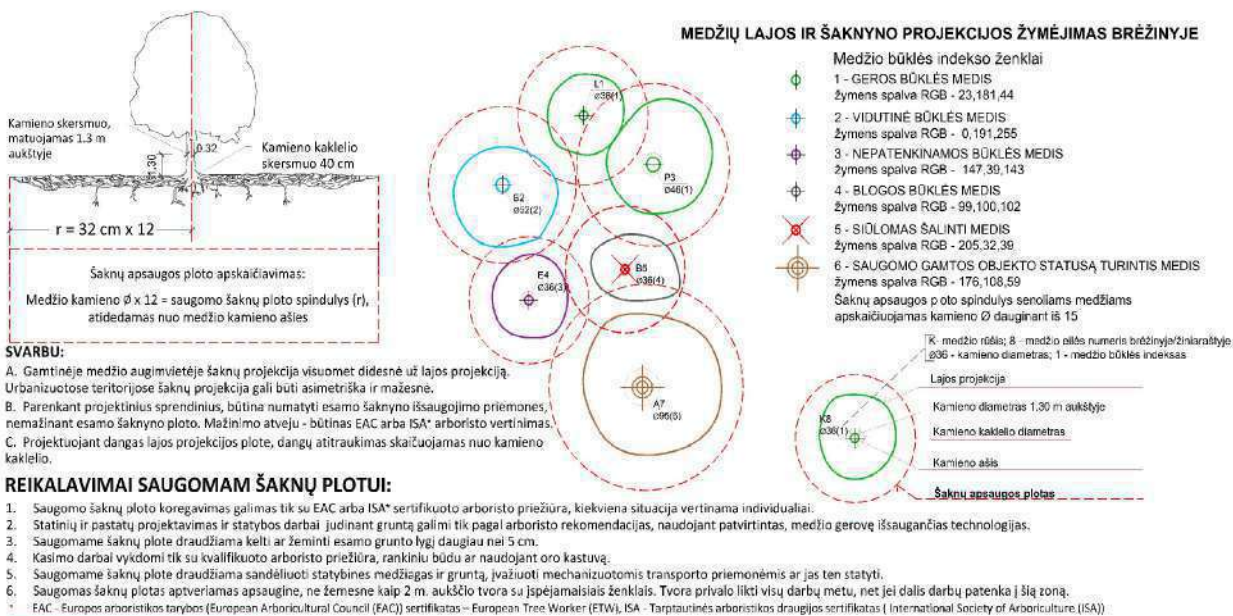 MEDŽIŲ LAJOS IR ŠAKNYNO PROJEKCIJOS ŽYMĖJIMAS BRĖŽINYJE
Kamieno skersmuo,
matuojamas 1.3 m
aukštyje
0.32
1.30
Kamieno kaklelio
skersmuo 40 cm
r = 32 cm x 12
Šaknų apsaugos ploto apskaičiavimas:
Medžio kamieno Ø x 12 = saugomo šaknų ploto spindulys (r),
atidedamas nuo medžio kamieno ašies
L1
ø36(1)
P3
ø46(1)
B2
ø52(2)
E4
ø36(3)
B5
ø36(4)
A7
ø96(6)
Medžio būklės indekso ženklai
1 - GEROS BŪKLĖS MEDIS
žymens spalva RGB - 23,181,44
2 - VIDUTINĖ BŪKLĖS MEDIS
žymens spalva RGB - 0,191,255
3 - NEPATENKINAMOS BŪKLĖS MEDIS
žymens spalva RGB - 147,39,143
4 - BLOGOS BŪKLĖS MEDIS
žymens spalva RGB - 99,100,102
5 - SIŪLOMAS ŠALINTI MEDIS
žymens spalva RGB - 205,32,39
6 - SAUGOMO GAMTOS OBJEKTO STATUSĄ TURINTIS MEDIS
žymens spalva RGB - 176,108,59
Šaknų apsaugos p oto spindulys senoliams medžiams
apskaičiuojamas kamieno Ø dauginant iš 15
K- medžio rūšis; 8 - medžio eilės numeris brėžinyje/žiniaraštyje
ø36 - kamieno diametras; 1 - medžio būklės indeksas
Lajos projekcija
Kamieno diametras 1.30 m aukštyje
Kamieno kaklelio diametras
Kamieno ašis
Šaknų apsaugos plotas
K8
ø36(1)
SVARBU:
A. Gamtinėje medžio augimvietėje šaknų projekcija visuomet didesnė už lajos projekciją.
Urbanizuotose teritorijose šaknų projekcija gali būti asimetriška ir mažesnė.
B. Parenkant projektinius sprendinius, būtina numatyti esamo šaknyno išsaugojimo priemones,
nemažinant esamo šaknyno ploto. Mažinimo atveju - būtinas EAC arba ISA* arboristo vertinimas.
C. Projektuojant dangas lajos projekcijos plote, dangų atitraukimas skaičuojamas nuo kamieno
kaklelio.
REIKALAVIMAI SAUGOMAM ŠAKNŲ PLOTUI:
1. Saugomo šaknų ploto koregavimas galimas tik su EAC arba ISA* sertifikuoto arboristo priežiūra, kiekviena situacija vertinama individualiai.
2. Statinių ir pastatų projektavimas ir statybos darbai judinant gruntą galimi tik pagal arboristo rekomendacijas, naudojant patvirtintas, medžio gerovę išsaugančias technologijas.
3. Saugomame šaknų plote draudžiama kelti ar žeminti esamo grunto lygį daugiau nei 5 cm.
4. Kasimo darbai vykdomi tik su kvalifikuoto arboristo priežiūra, rankiniu būdu ar naudojant oro kastuvą.
5. Saugomame šaknų plote draudžiama sandėliuoti statybines medžiagas ir gruntą, įvažiuoti mechanizuotomis transporto priemonėmis ar jas ten statyti.
6. Saugomas šaknų plotas aptveriamas apsaugine, ne žemesne kaip 2 m. aukščio tvora su įspėjamaisiais ženklais. Tvora privalo likti visų darbų metu, net jei dalis darbų patenka į šią zoną.
* EAC - Europos arboristikos tarybos (European Arboricultural Council (EAC)) sertifikatas – European Tree Worker (ETW), ISA - Tarptautinės arboristikos draugijos sertifikatas ( International Society of Arboriculture (ISA))